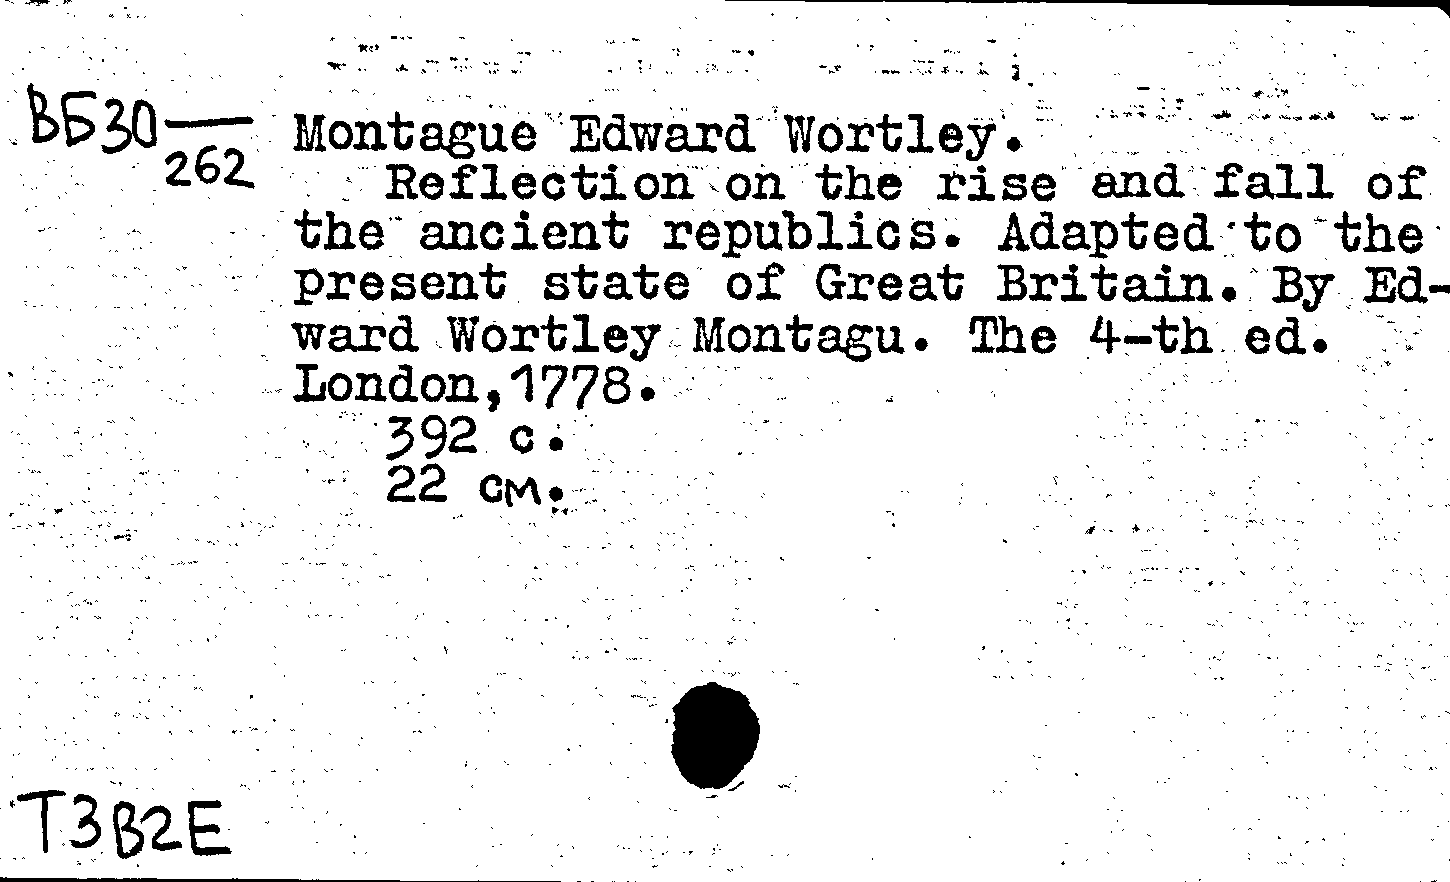 ВБ30
262
Montague Edward Wortley.
Reflection on the rise and fall of
the ancient republics. Adapted to the
present state of Great Britain. By Ed-
ward Wortley Montagu. The 4-th ed.
London, 1778.
392 с.
22 см.
Т3В2Е